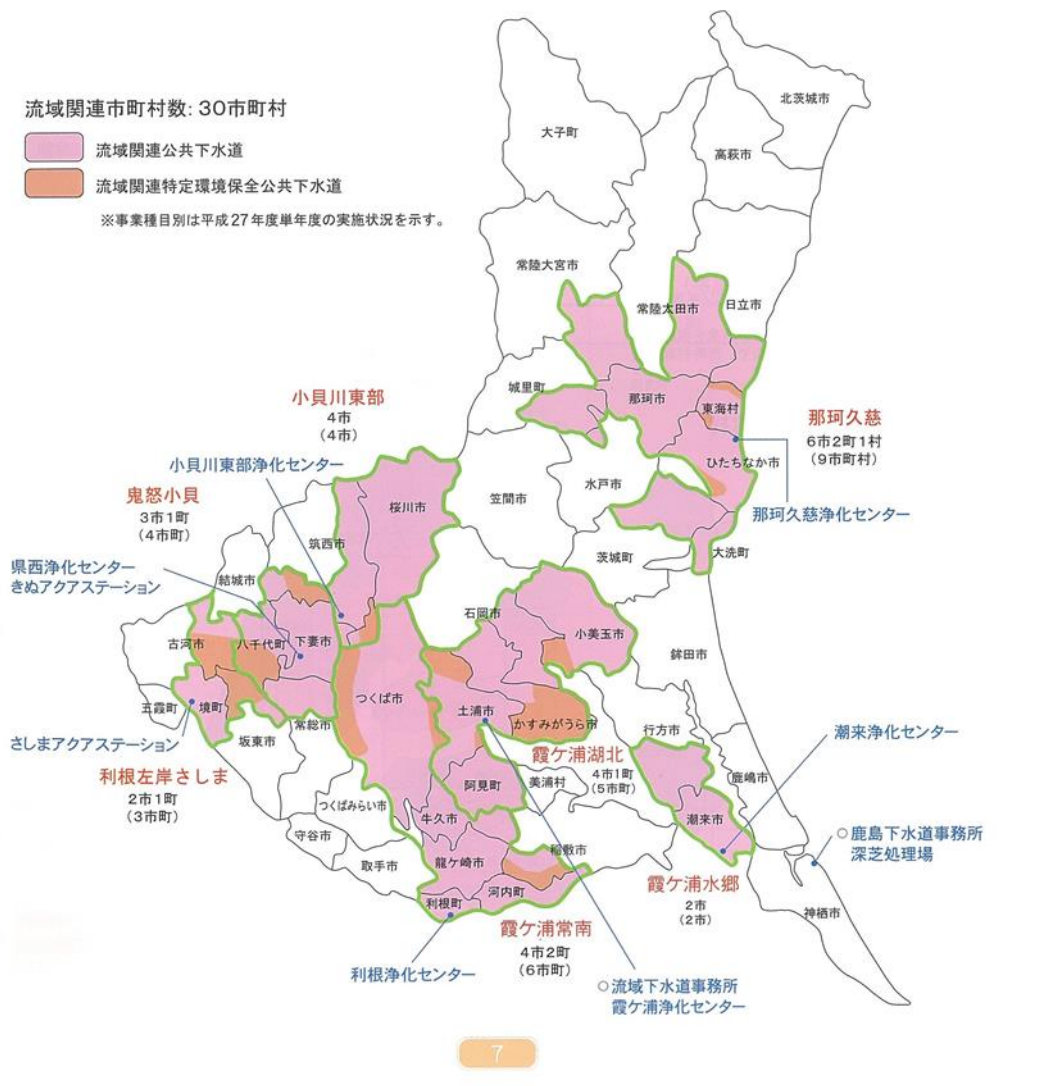 流域関連市町村数: 30市町村
流域関連公共下水道
流域関連特定環境保全公共下水道
※事業種目別は平成27年度単年度の実施状況を示す。
北茨城市
大子町
高萩市
常陸大宮市
常陸太田市
日立市
城里町
那珂市
東海村
小貝川東部
4市
(4市)
那珂久慈
6市2町1村
(9市町村)
小貝川東部浄化センター
ひたちなか市
鬼怒小貝
3市1町
(4市町)
桜川市
笠間市
水戸市
那珂久慈浄化センター
筑西市
茨城町
大洗町
県西浄化センター
きぬアクアステーション
結城市
石岡市
小美玉市
古河市
八千代町
下妻市
鉾田市
つくば市
五霞町
境町
土浦市
かすみがうら市
常総市
行方市
さしまアクアステーション
坂東市
潮来浄化センター
霞ケ浦湖北
4市1町
(5市町)
利根左岸さしま
2市1町
(3市町)
阿見町
美浦村
鹿嶋市
つくばみらい市
牛久市
潮来市
守谷市
○鹿島下水道事務所
深芝処理場
稲敷市
取手市
龍ケ崎市
霞ケ浦水郷
2市
(2市)
河内町
利根町
神栖市
霞ケ浦常南
4市2町
(6市町)
利根浄化センター
○流域下水道事務所
霞ケ浦浄化センター
7